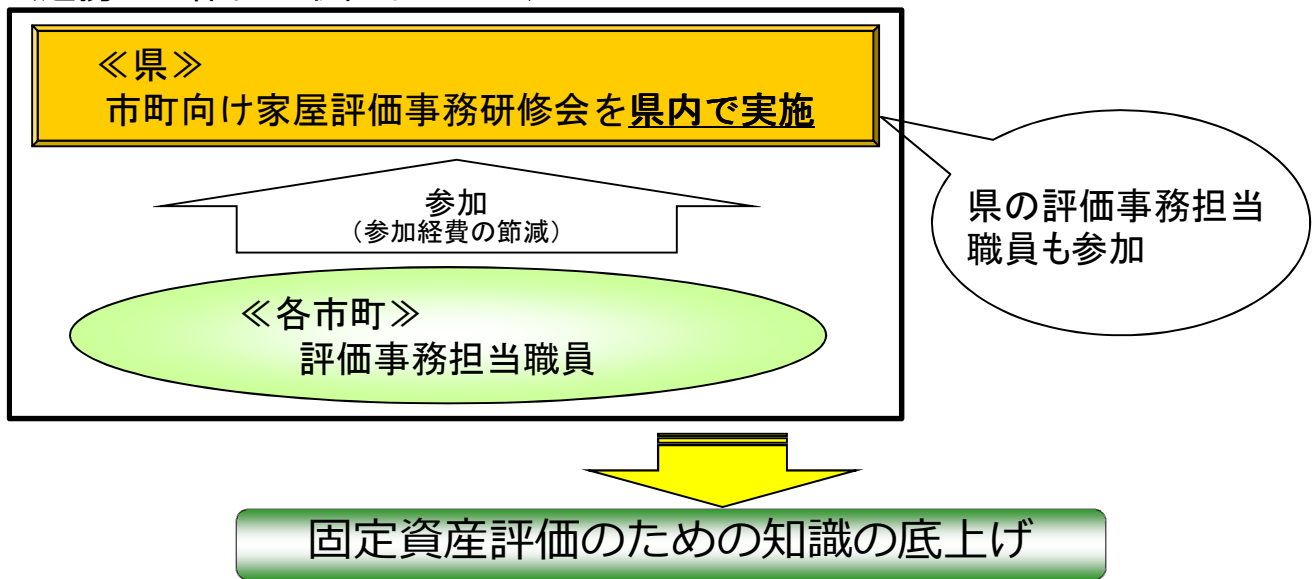 ≪県≫
市町向け家屋評価事務研修会を県内で実施
参加
（参加経費の節減）
県の評価事務担当
職員も参加
≪各市町≫
評価事務担当職員
固定資産評価のための知識の底上げ